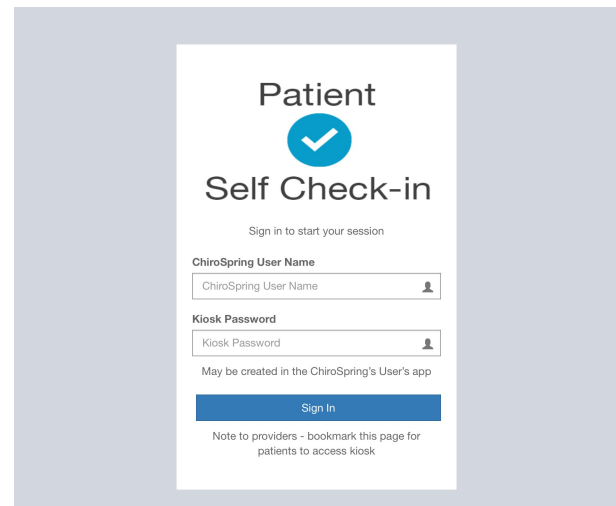 Patient
Self Check-in
Sign in to start your session
ChiroSpring User Name
ChiroSpring User Name
Kiosk Password
Kiosk Password
May be created in the ChiroSpring's User's app
Sign In
Note to providers - bookmark this page for
patients to access kiosk